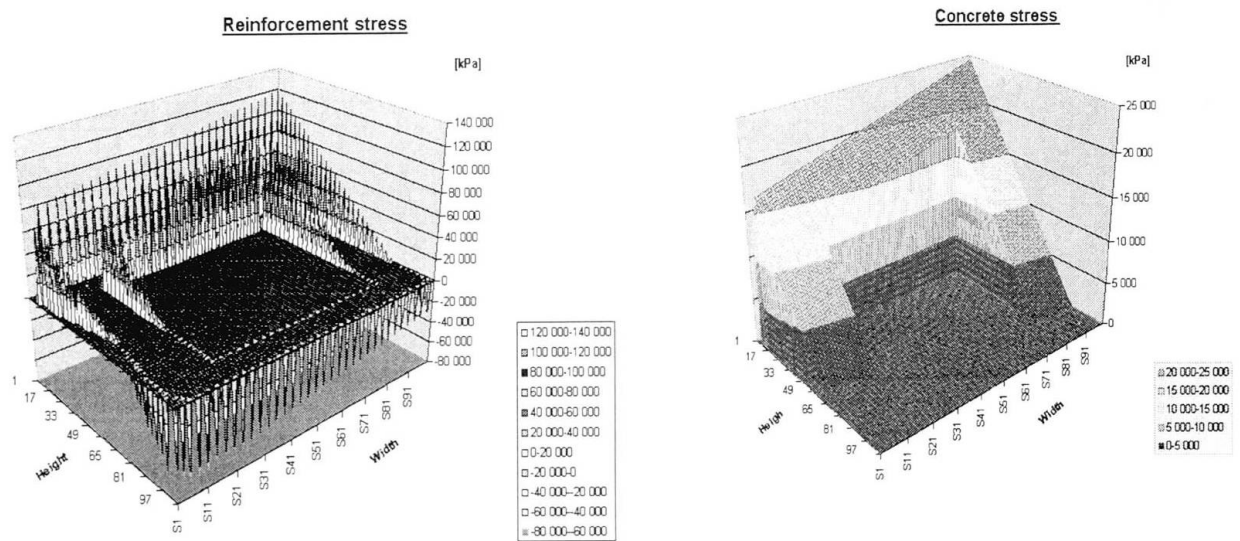 Reinforcement stress
[kPa]
140 000
120 000
100 000
80 000
60 000
40 000
20 000
0
-20 000
-40 000
-60 000
-80 000
1
17
33
49
65
81
97
Height
S1
S11
S21
S31
S41
S51
S61
S71
S81
S91
Width
120 000-140 000
100 000-120 000
80 000-100 000
60 000-80 000
40 000-60 000
20 000-40 000
0-20 000
-20 000-0
-40 000--20 000
-60 000--40 000
-80 000--60 000
Concrete stress
[kPa]
25 000
20 000
15 000
10 000
5 000
0
1
17
33
49
65
81
97
Heigh
S1
S11
S21
S31
S41
S51
S61
S71
S81
S91
Width
20 000-25 000
15 000-20 000
10 000-15 000
5 000-10 000
0-5 000